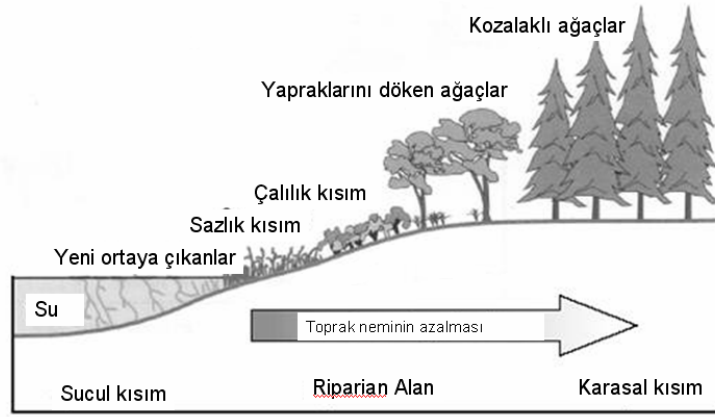 Kozalaklı ağaçlar
Yapraklarını döken ağaçlar
Çalılık kısım
Sazlık kısım
Yeni ortaya çıkanlar
Su
Toprak neminin azalması
Sucul kısım
Riparian Alan
Karasal kısım